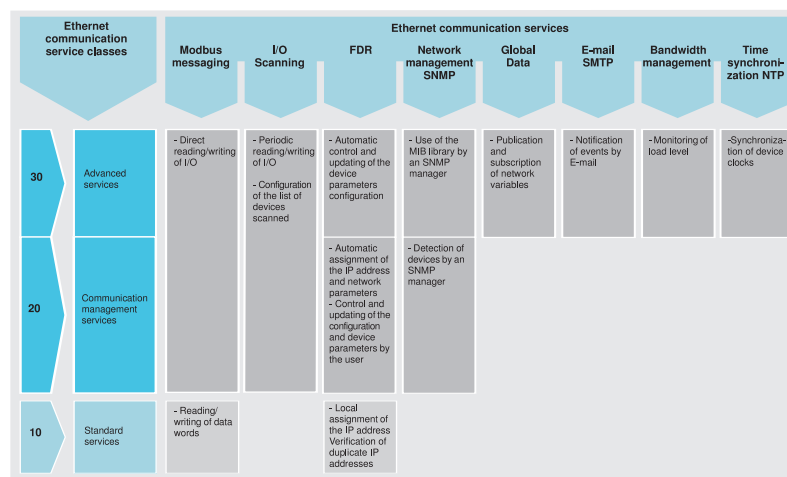 Ethernet
communication
service classes
Ethernet communication services
Modbus
messaging
I/O
Scanning
FDR
Network
management
SNMP
Global
Data
E-mail
SMTP
Bandwidth
management
Time
synchroni-
zation NTP
30
Advanced
services
- Direct
reading/writing
of I/O
- Periodic
reading/writing
of I/O
- Configuration
of the list of
devices
scanned
- Automatic
control and
updating of the
device
parameters
configuration
- Use of the
MIB library by
an SNMP
manager
- Publication
and
subscription
of network
variables
- Notification
of events by
E-mail
- Monitoring of
load level
-Synchroniza-
tion of device
clocks
20
Communication
management
services
- Automatic
assignment of
the IP address
and network
parameters
- Control and
updating of the
configuration
and device
parameters by
the user
- Detection of
devices by an
SNMP
manager
10
Standard
services
- Reading/
writing of data
words
- Local
assignment of
the IP address
Verification of
duplicate IP
addresses